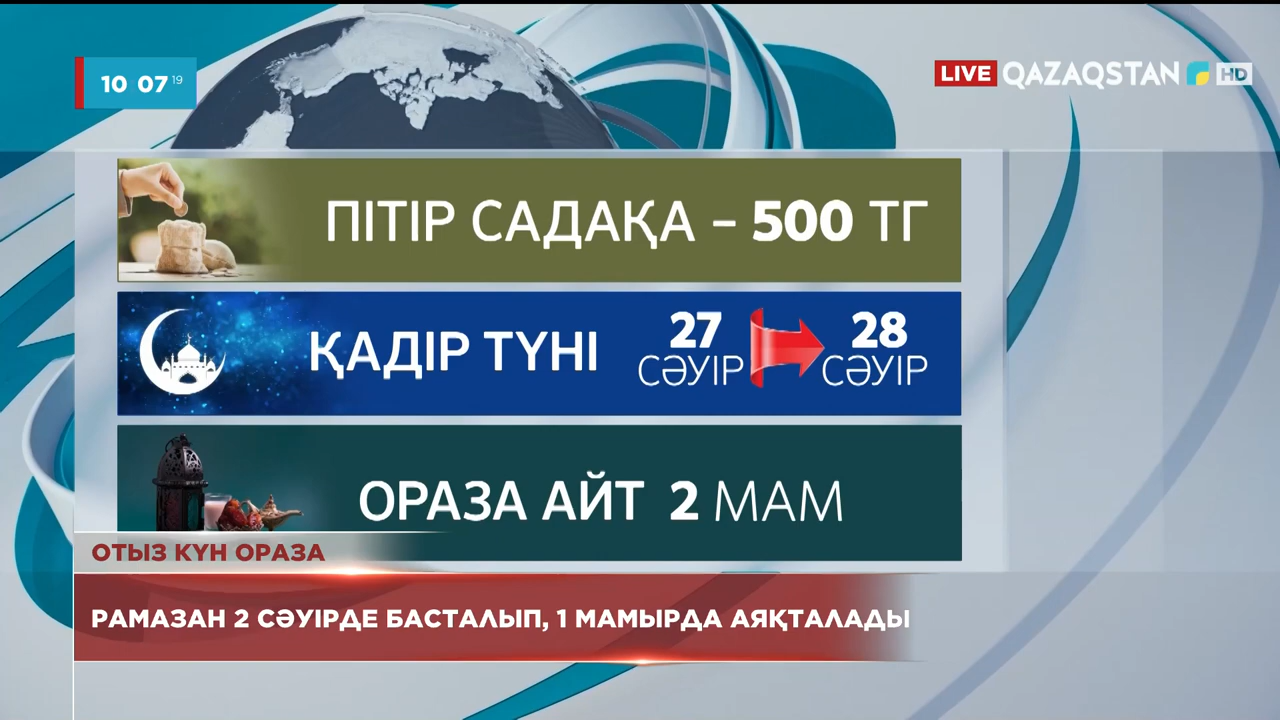 10 07 19
LIVE QAZAQSTAN HD
ПІТІР САДАҚА – 500 ТГ
ҚАДІР ТҮНІ 27 СӘУІР 28 СӘУІР
ОРАЗА АЙТ 2 МАМ
ОТЫЗ КҮН ОРАЗА
РАМАЗАН 2 СӘУІРДЕ БАСТАЛЫП, 1 МАМЫРДА АЯҚТАЛАДЫ